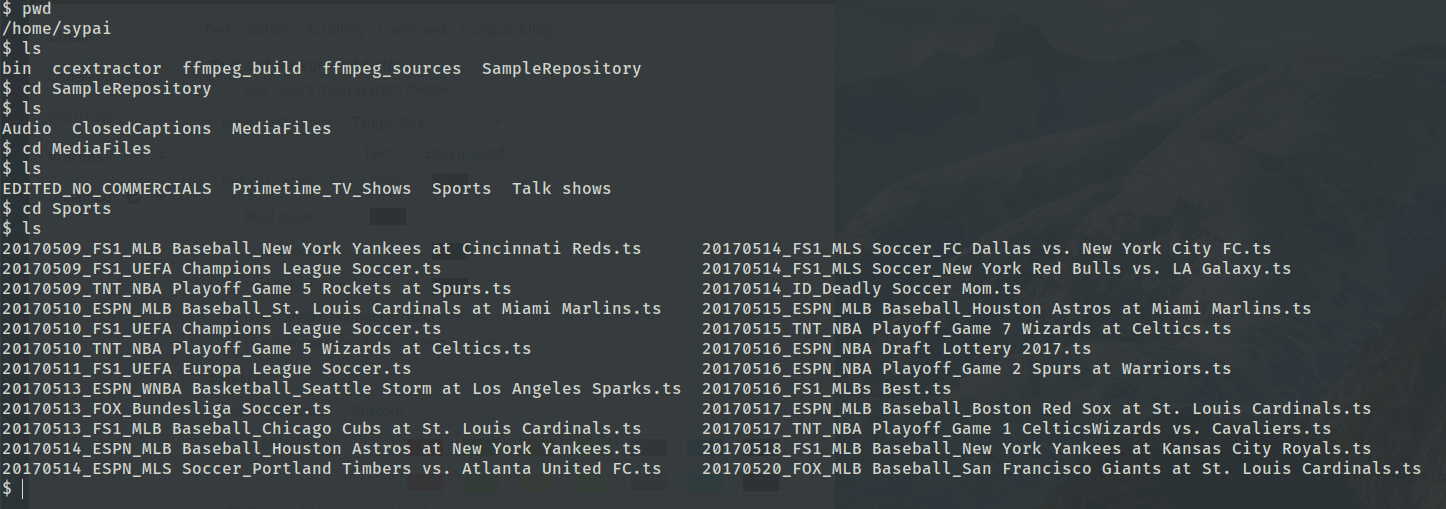 $ pwd
/home/sypai
$ ls
bin  ccextractor  ffmpeg_build  ffmpeg_sources  SampleRepository
$ cd SampleRepository
$ ls
Audio  ClosedCaptions  MediaFiles
$ cd MediaFiles
$ ls
EDITED_NO_COMMERCIALS  Primetime_TV_Shows  Sports  Talk shows
$ cd Sports
$ ls
20170509_FS1_MLB Baseball_New York Yankees at Cincinnati Reds.ts  20170514_FS1_MLS Soccer_FC Dallas vs. New York City FC.ts
20170509_FS1_UEFA Champions League Soccer.ts  20170514_FS1_MLS Soccer_New York Red Bulls vs. LA Galaxy.ts
20170509_TNT_NBA Playoff_Game 5 Rockets at Spurs.ts  20170514_ID_Deadly Soccer Mom.ts
20170510_ESPN_MLB Baseball_St. Louis Cardinals at Miami Marlins.ts  20170515_ESPN_MLB Baseball_Houston Astros at Miami Marlins.ts
20170510_FS1_UEFA Champions League Soccer.ts  20170515_TNT_NBA Playoff_Game 7 Wizards at Celtics.ts
20170510_TNT_NBA Playoff_Game 5 Wizards at Celtics.ts  20170516_ESPN_NBA Draft Lottery 2017.ts
20170511_FS1_UEFA Europa League Soccer.ts  20170516_ESPN_NBA Playoff_Game 2 Spurs at Warriors.ts
20170513_ESPN_WNBA Basketball_Seattle Storm at Los Angeles Sparks.ts  20170516_FS1_MLBs Best.ts
20170513_FOX_Bundesliga Soccer.ts  20170517_ESPN_MLB Baseball_Boston Red Sox at St. Louis Cardinals.ts
20170513_FS1_MLB Baseball_Chicago Cubs at St. Louis Cardinals.ts  20170517_TNT_NBA Playoff_Game 1 CelticsWizards vs. Cavaliers.ts
20170514_ESPN_MLB Baseball_Houston Astros at New York Yankees.ts  20170518_FS1_MLB Baseball_New York Yankees at Kansas City Royals.ts
20170514_ESPN_MLS Soccer_Portland Timbers vs. Atlanta United FC.ts  20170520_FOX_MLB Baseball_San Francisco Giants at St. Louis Cardinals.ts
$